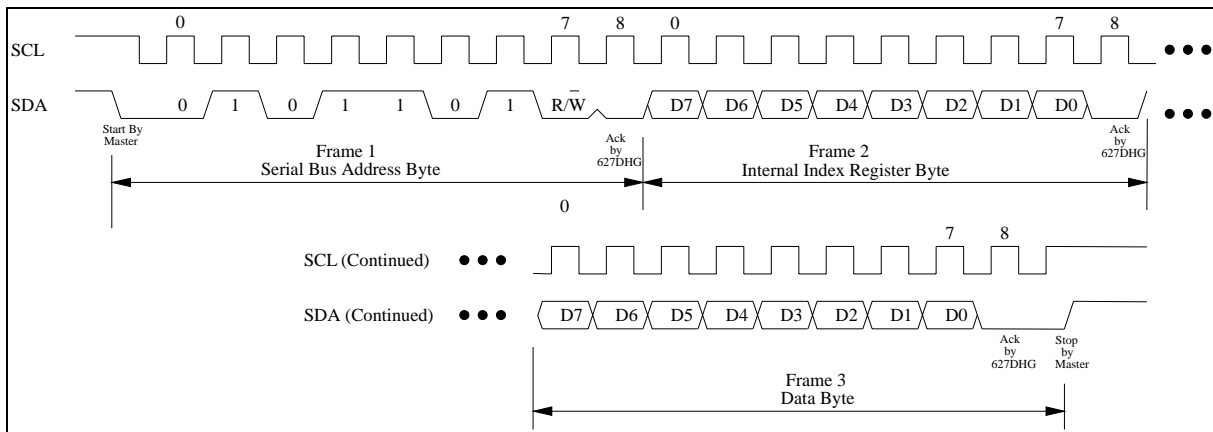 0 7 8 0 7 8
SCL
SDA 0 1 0 1 1 0 1 R/W̅ D7 D6 D5 D4 D3 D2 D1 D0
Start By
Master
Ack
by
627DHG
Ack
by
627DHG
Frame 1
Serial Bus Address Byte
Frame 2
Internal Index Register Byte
0 7 8
SCL (Continued)
SDA (Continued) D7 D6 D5 D4 D3 D2 D1 D0
Ack
by
627DHG
Stop
by
Master
Frame 3
Data Byte